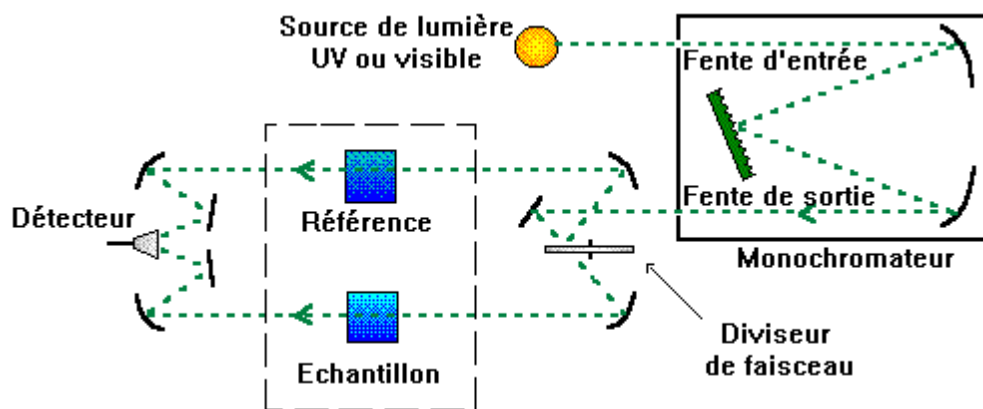 Source de lumière
UV ou visible
Fente d'entrée
Fente de sortie
Monochromateur
Détecteur
Référence
Echantillon
Diviseur
de faisceau